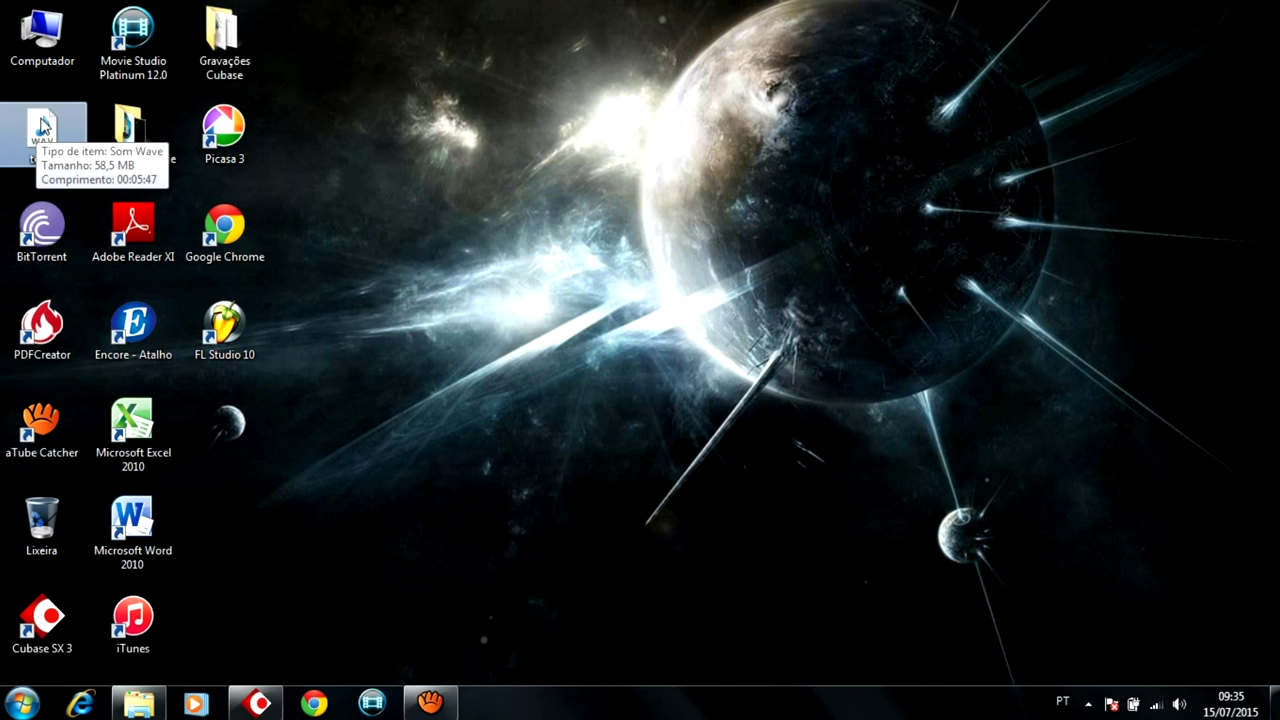 Computador
Movie Studio
Platinum 12.0
Gravações
Cubase
WAV
Tipo de item: Som Wave
Tamanho: 58,5 MB
Comprimento: 00:05:47
Picasa 3
BitTorrent
Adobe Reader XI
Google Chrome
PDFCreator
Encore - Atalho
FL Studio 10
aTube Catcher
Microsoft Excel
2010
Lixeira
Microsoft Word
2010
Cubase SX 3
iTunes
PT
09:35
15/07/2015